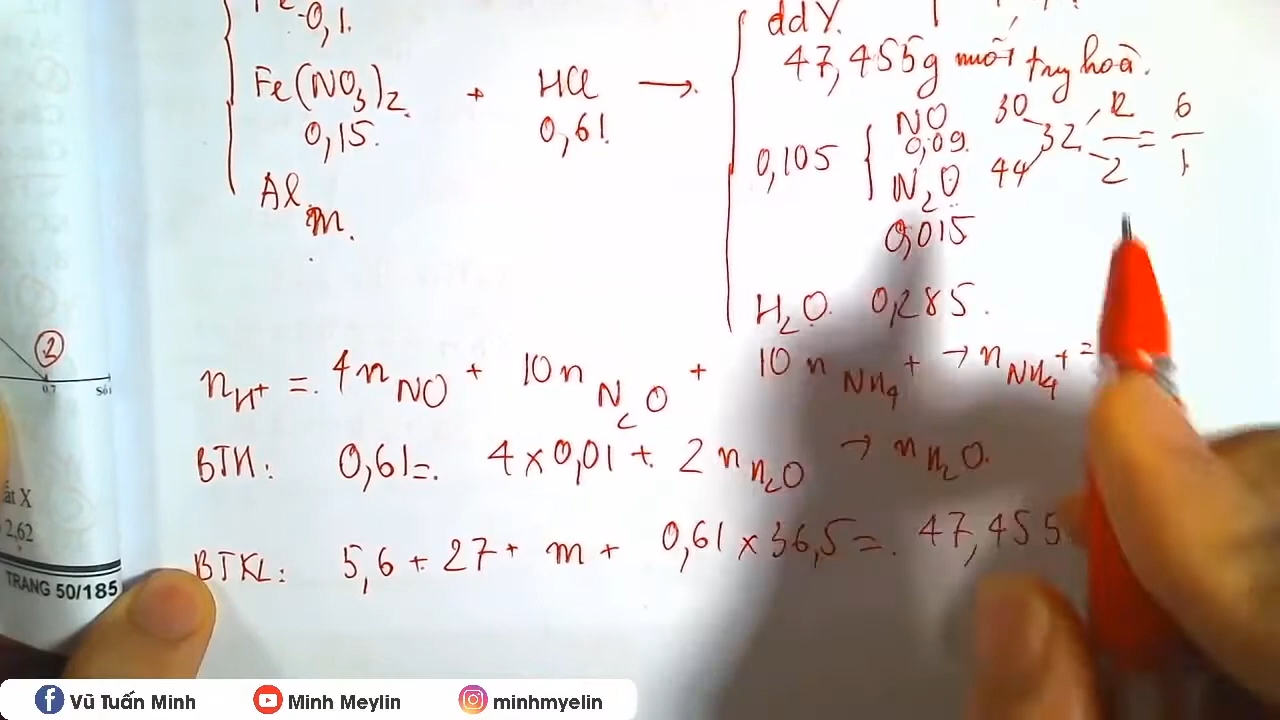 0,1.
ddY.
47,455g muối trung hoà.
Fe(NO3)2 + HCl →
0,15. 0,61
Al
m.
0,105 { NO 30 32 12/2 = 6/1
0,09.
N2O 44
0,015
H2O 0,285.
nH+ = 4nNO + 10nN2O + 10nNH4+ → nNH4+ =
BTH: 0,61 = 4×0,01 + 2nH2O → nH2O.
BTKL: 5,6 + 27 + m + 0,61 × 36,5 = 47,455
2
0,7
Số
ất X
2,62
TRANG 50/185
Vũ Tuấn Minh
Minh Meylin
minhmyelin